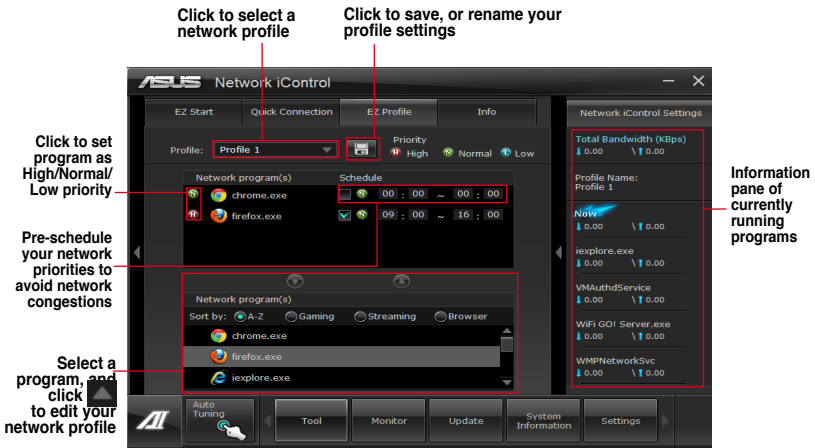 Click to select a
network profile
Click to save, or rename your
profile settings
ASUS Network iControl
EZ Start
Quick Connection
EZ Profile
Info
Network iControl Settings
Profile:
Profile 1
Priority
H High
N Normal
L Low
Network program(s)
Schedule
N chrome.exe
N 00 : 00 ~ 00 : 00
H firefox.exe
N 09 : 00 ~ 16 : 00
Network program(s)
Sort by:
A-Z
Gaming
Streaming
Browser
chrome.exe
firefox.exe
iexplore.exe
Total Bandwidth (KBps)
0.00 \ 0.00
Profile Name:
Profile 1
Now
0.00 \ 0.00
iexplore.exe
0.00 \ 0.00
VMAuthdService
0.00 \ 0.00
WiFi GO! Server.exe
0.00 \ 0.00
WMPNetworkSvc
0.00 \ 0.00
AI
Auto
Tuning
Tool
Monitor
Update
System
Information
Settings
Click to set
program as
High/Normal/
Low priority
Pre-schedule
your network
priorities to
avoid network
congestions
Select a
program, and
click
to edit your
network profile
Information
pane of
currently
running
programs